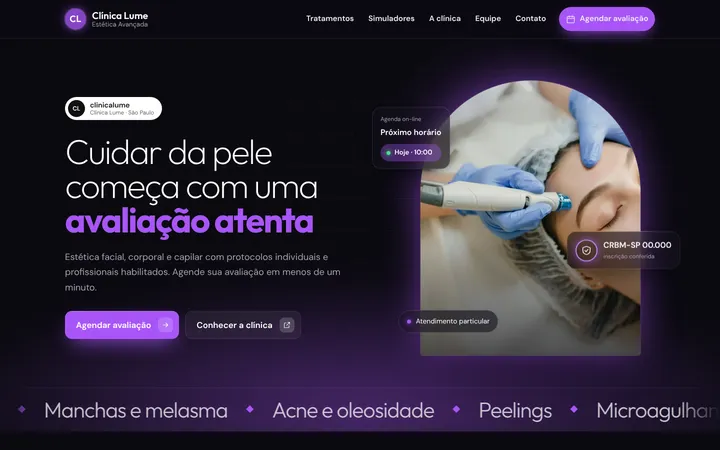 CL
Clínica Lume
Estética Avançada
Tratamentos
Simuladores
A clínica
Equipe
Contato
Agendar avaliação
CL
clinicalume
Clínica Lume · São Paulo
Cuidar da pele
começa com uma
avaliação atenta
Estética facial, corporal e capilar com protocolos individuais e
profissionais habilitados. Agende sua avaliação em menos de um
minuto.
Agendar avaliação
Conhecer a clínica
Agenda on-line
Próximo horário
Hoje · 10:00
CRBM-SP 00.000
inscrição conferida
Atendimento particular
Manchas e melasma
Acne e oleosidade
Peelings
Microagulhar